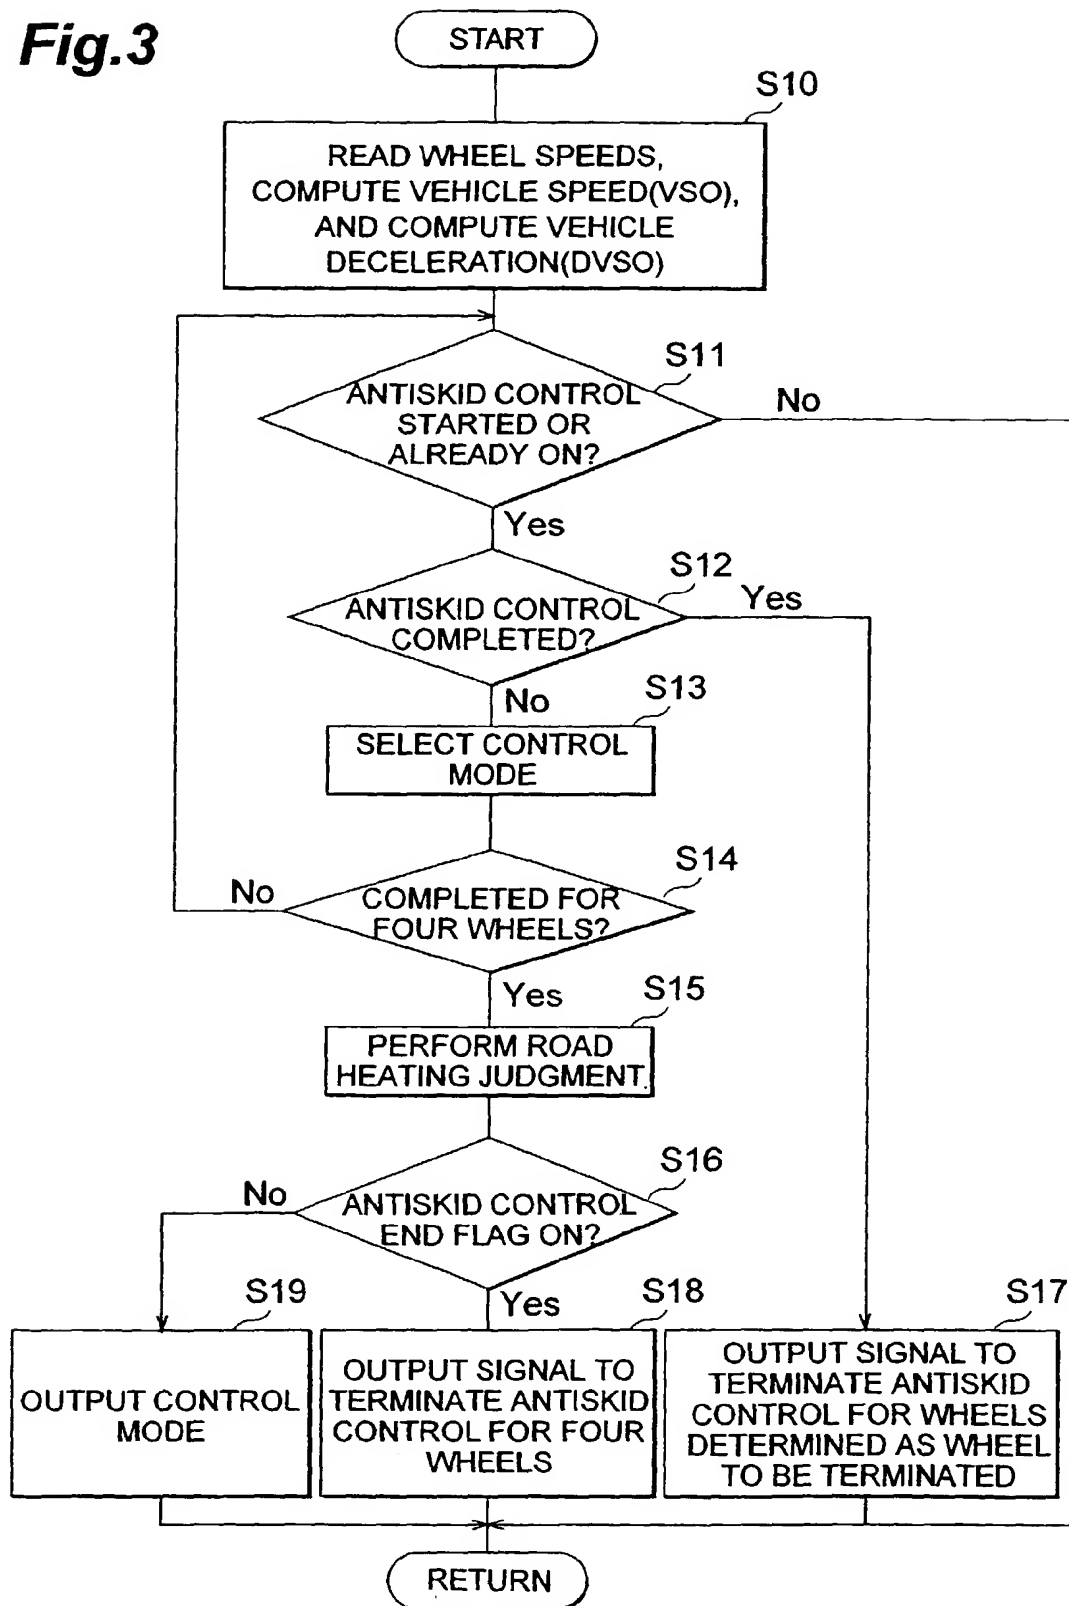 Fig.3
START
S10
READ WHEEL SPEEDS,
COMPUTE VEHICLE SPEED(VSO),
AND COMPUTE VEHICLE
DECELERATION(DVSO)
S11
ANTISKID CONTROL
STARTED OR
ALREADY ON?
No
Yes
S12
ANTISKID CONTROL
COMPLETED?
Yes
No
S13
SELECT CONTROL
MODE
S14
COMPLETED FOR
FOUR WHEELS?
No
Yes
S15
PERFORM ROAD
HEATING JUDGMENT
S16
ANTISKID CONTROL
END FLAG ON?
No
Yes
S19
OUTPUT CONTROL
MODE
S18
OUTPUT SIGNAL TO
TERMINATE ANTISKID
CONTROL FOR FOUR
WHEELS
S17
OUTPUT SIGNAL TO
TERMINATE ANTISKID
CONTROL FOR WHEELS
DETERMINED AS WHEEL
TO BE TERMINATED
RETURN